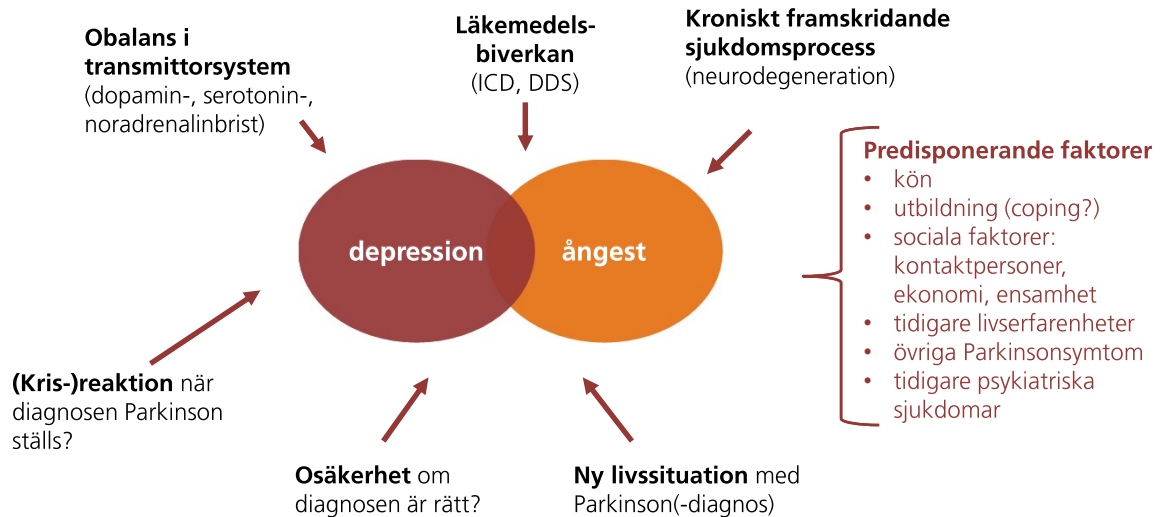 Obalans i
transmittorsystem
(dopamin-, serotonin-,
noradrenalinbrist)
Läkemedels-
biverkan
(ICD, DDS)
Kroniskt framskridande
sjukdomsprocess
(neurodegeneration)
Predisponerande faktorer
• kön
• utbildning (coping?)
• sociala faktorer:
kontaktpersoner,
ekonomi, ensamhet
• tidigare livserfarenheter
• övriga Parkinsonsymtom
• tidigare psykiatriska
sjukdomar
depression
ångest
(Kris-)reaktion när
diagnosen Parkinson
ställs?
Osäkerhet om
diagnosen är rätt?
Ny livssituation med
Parkinson(-diagnos)